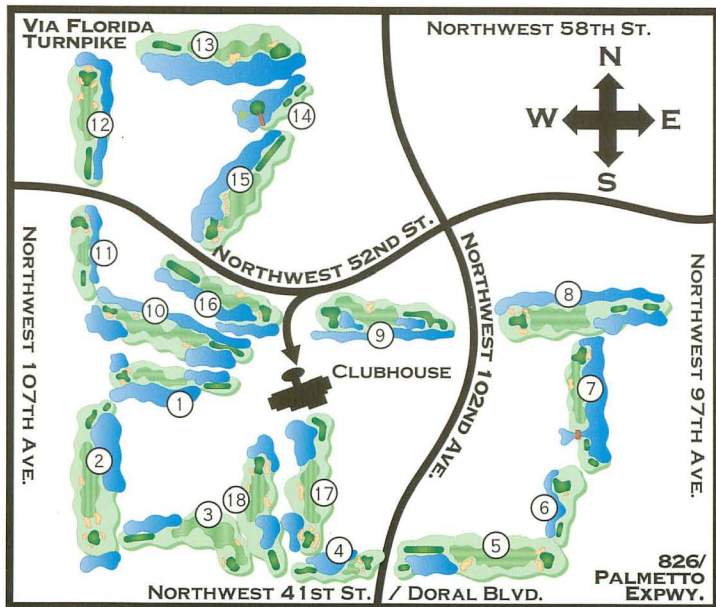 VIA FLORIDA
TURNPIKE
NORTHWEST 58TH ST.
N
W E
S
13
12
14
15
NORTHWEST 52ND ST.
11
16
10
9
8
CLUBHOUSE
1
7
NORTHWEST 107TH AVE.
NORTHWEST 102ND AVE.
NORTHWEST 97TH AVE.
2
18
17
3
4
6
5
826/
PALMETTO
EXPWY.
NORTHWEST 41ST ST. / DORAL BLVD.